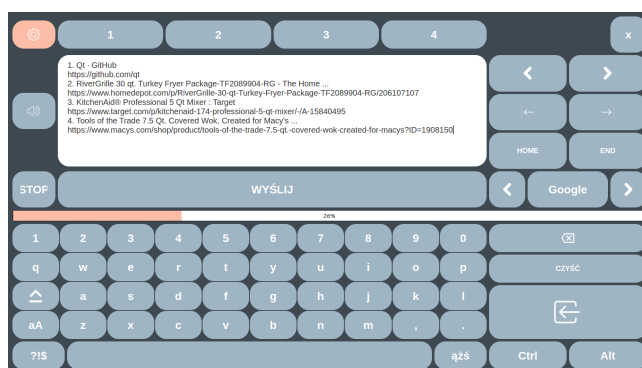 1 2 3 4 x
1. Qt · GitHub
https://github.com/qt
2. RiverGrille 30 qt. Turkey Fryer Package-TF2089904-RG - The Home ...
https://www.homedepot.com/p/RiverGrille-30-qt-Turkey-Fryer-Package-TF2089904-RG/206107107
3. KitchenAid® Professional 5 Qt Mixer : Target
https://www.target.com/p/kitchenaid-174-professional-5-qt-mixer/-/A-15840495
4. Tools of the Trade 7.5 Qt. Covered Wok, Created for Macy's ...
https://www.macys.com/shop/product/tools-of-the-trade-7.5-qt.-covered-wok-created-for-macys?ID=1908150
HOME END
STOP WYŚLIJ Google
26%
1 2 3 4 5 6 7 8 9 0
q w e r t y u i o p CZYŚĆ
a s d f g h j k l
aA z x c v b n m , .
?!$ ąźś Ctrl Alt